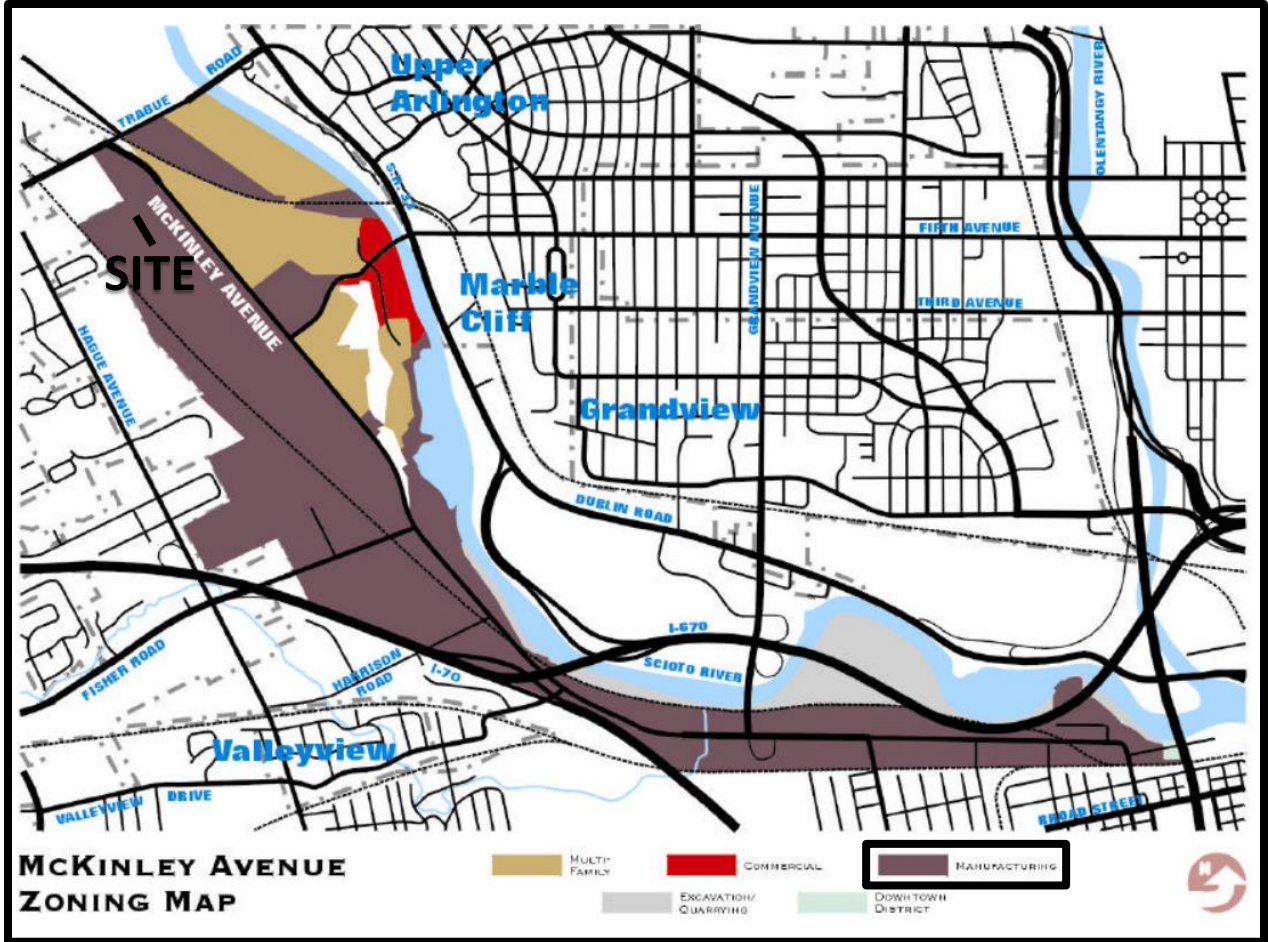 Upper
Arlington
ROAD
TRABUE
OLENTANGY RIVER
S.R. 33
McKINLEY AVENUE
SITE
GRANDVIEW AVENUE
FIFTH AVENUE
Marble
Cliff
THIRD AVENUE
HAGUE AVENUE
Grandview
DUBLIN ROAD
I-670
SCIOTO RIVER
FISHER ROAD
HARRISON
ROAD
I-70
Valleyview
VALLEYVIEW DRIVE
BROAD STREET
McKINLEY AVENUE
ZONING MAP
MULTI-
FAMILY
COMMERCIAL
MANUFACTURING
EXCAVATION/
QUARRYING
DOWNTOWN
DISTRICT
N